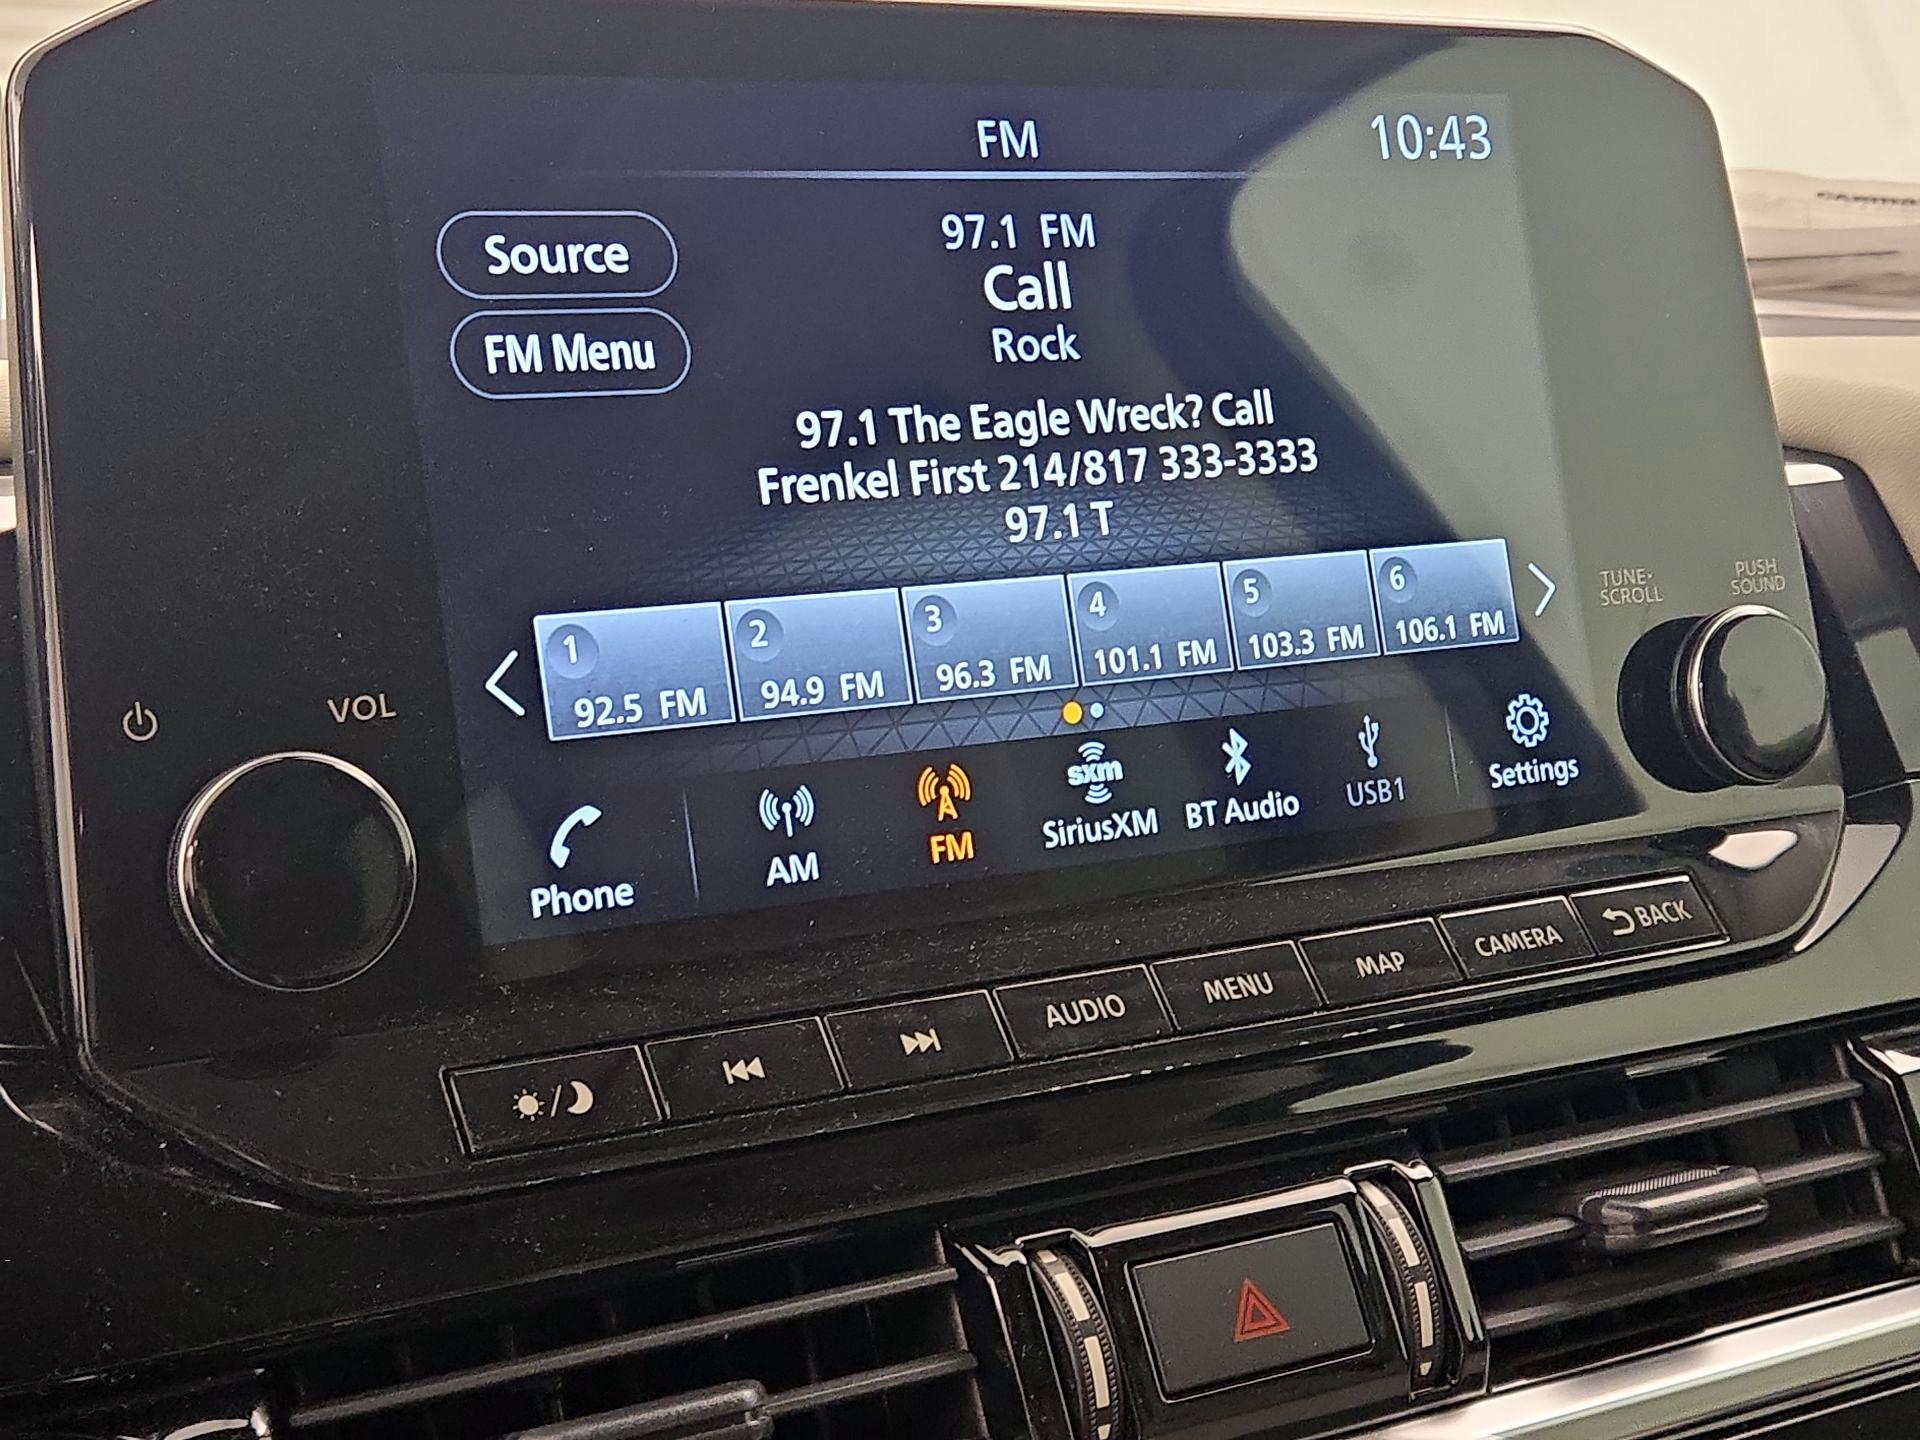 FM
10:43
Source
FM Menu
97.1 FM
Call
Rock
97.1 The Eagle Wreck? Call
Frenkel First 214/817 333-3333
97.1 T
1
92.5 FM
2
94.9 FM
3
96.3 FM
4
101.1 FM
5
103.3 FM
6
106.1 FM
TUNE·
SCROLL
PUSH
SOUND
VOL
Phone
AM
FM
sxm
SiriusXM
BT Audio
USB1
Settings
AUDIO
MENU
MAP
CAMERA
BACK